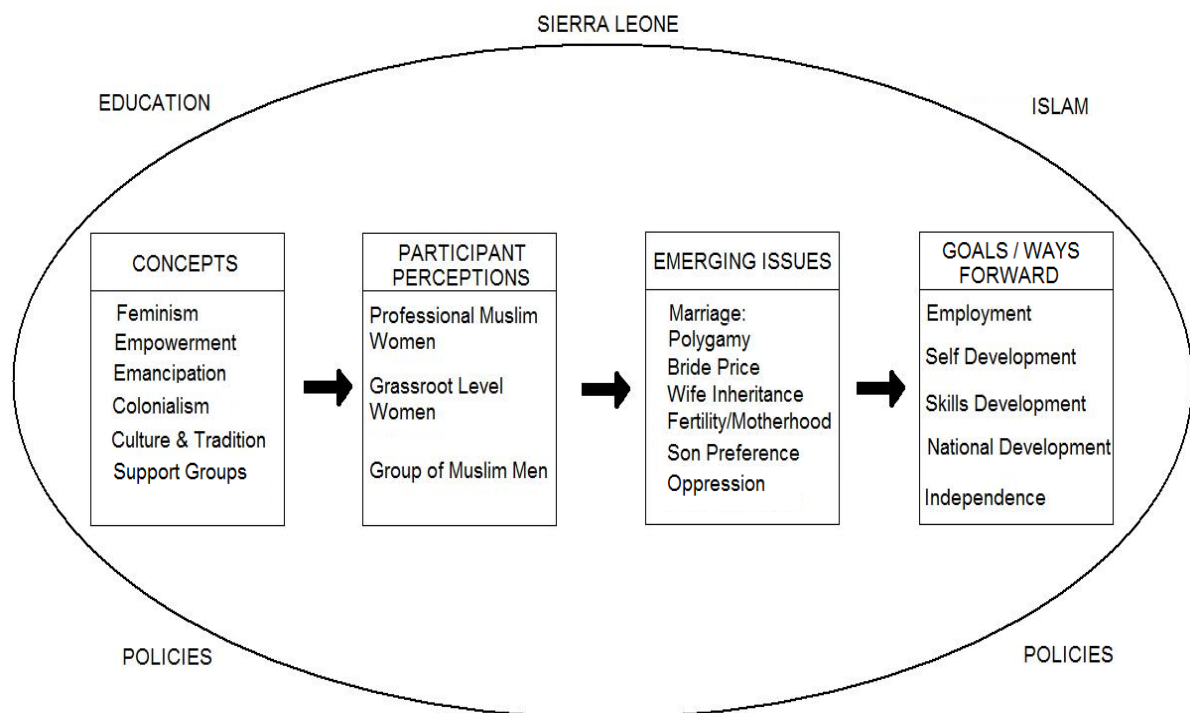 SIERRA LEONE
EDUCATION
ISLAM
CONCEPTS
Feminism
Empowerment
Emancipation
Colonialism
Culture & Tradition
Support Groups
PARTICIPANT
PERCEPTIONS
Professional Muslim
Women
Grassroot Level
Women
Group of Muslim Men
EMERGING ISSUES
Marriage:
Polygamy
Bride Price
Wife Inheritance
Fertility/Motherhood
Son Preference
Oppression
GOALS / WAYS
FORWARD
Employment
Self Development
Skills Development
National Development
Independence
POLICIES
POLICIES